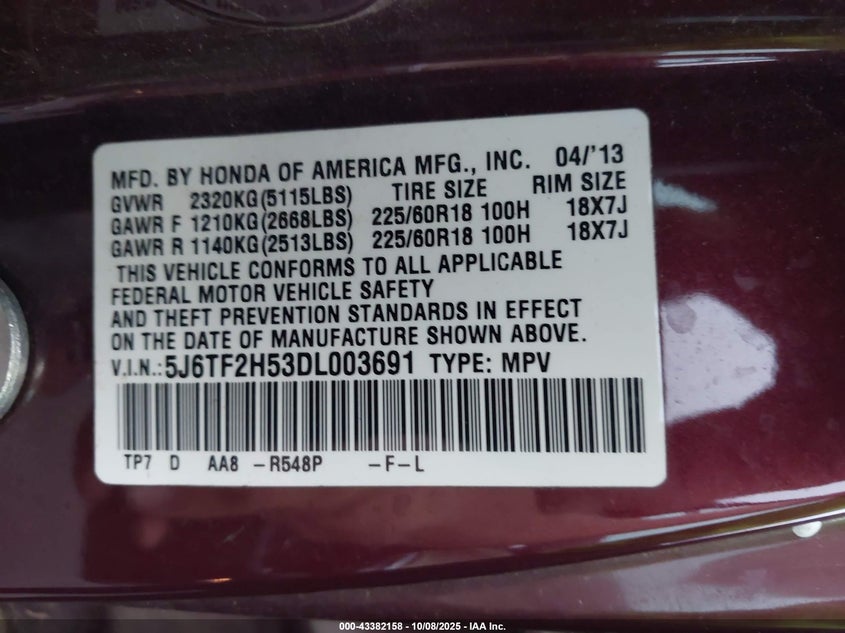 MFD. BY HONDA OF AMERICA MFG., INC. 04/'13
GVWR 2320KG(5115LBS) TIRE SIZE RIM SIZE
GAWR F 1210KG(2668LBS) 225/60R18 100H 18X7J
GAWR R 1140KG(2513LBS) 225/60R18 100H 18X7J
THIS VEHICLE CONFORMS TO ALL APPLICABLE
FEDERAL MOTOR VEHICLE SAFETY
AND THEFT PREVENTION STANDARDS IN EFFECT
ON THE DATE OF MANUFACTURE SHOWN ABOVE.
V.I.N.:5J6TF2H53DL003691 TYPE: MPV
TP7 D AA8 -R548P -F-L
000-43382158 - 10/08/2025 - IAA Inc.